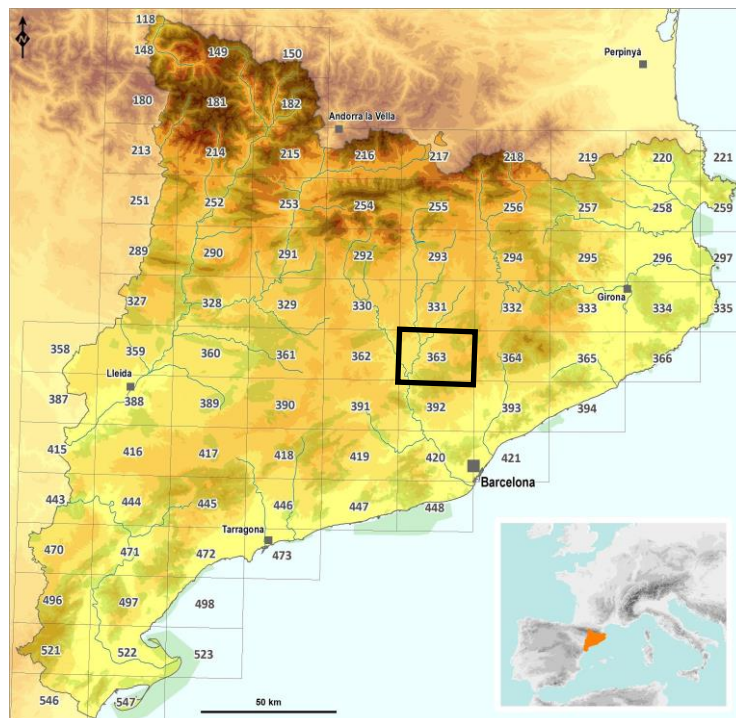 118
148 149 150
Perpinyà
180 181 182
Andorra la Vella
213 214 215 216 217 218 219 220 221
251 252 253 254 255 256 257 258 259
289 290 291 292 293 294 295 296 297
Girona
327 328 329 330 331 332 333 334 335
358 359 360 361 362 363 364 365 366
Lleida
387 388 389 390 391 392 393 394
415 416 417 418 419 420 421
Barcelona
443 444 445 446 447 448
Tarragona
470 471 472 473
496 497 498
521 522 523
546 547
50 km
N